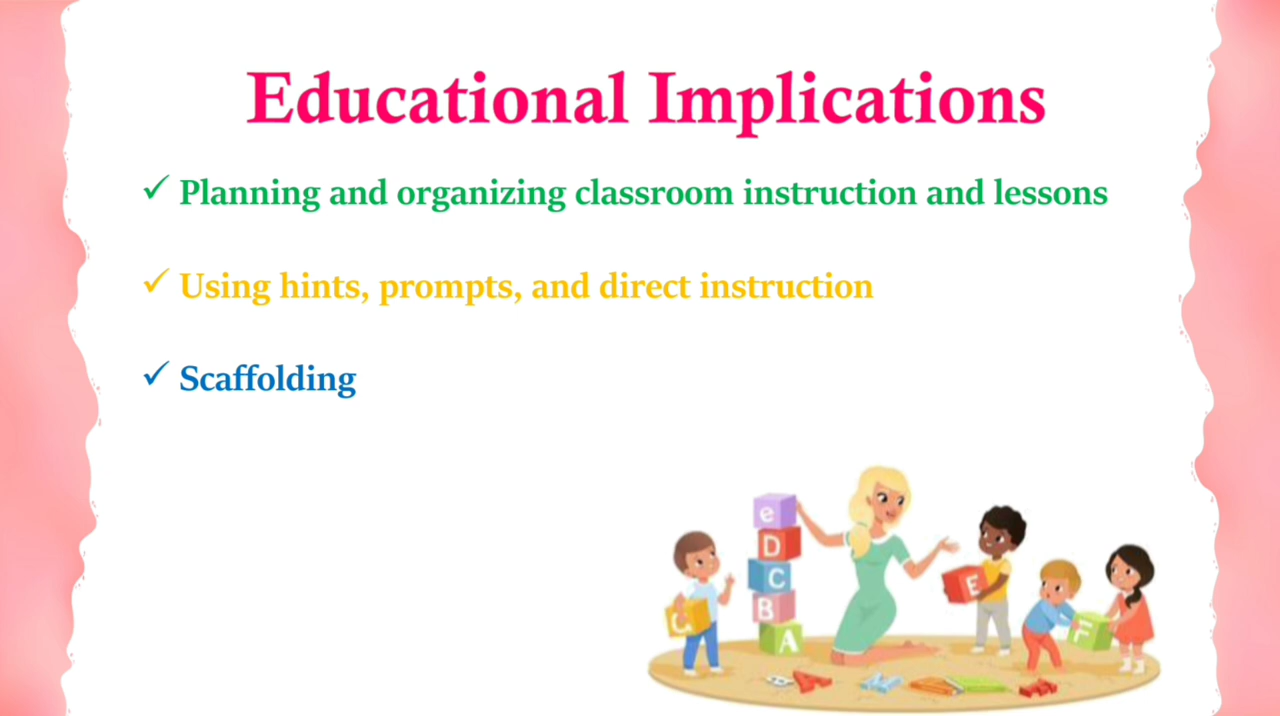 Educational Implications
✓ Planning and organizing classroom instruction and lessons
✓ Using hints, prompts, and direct instruction
✓ Scaffolding
e
D
C
B
A
E
F